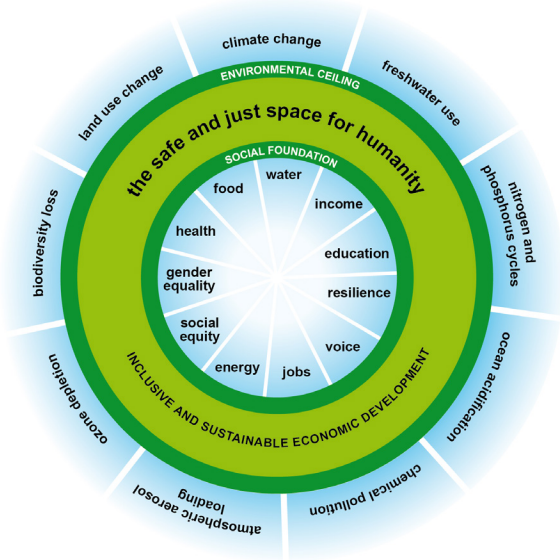 climate change
freshwater use
nitrogen and
phosphorus cycles
ocean acidification
chemical pollution
atmospheric aerosol
loading
ozone depletion
biodiversity loss
land use change
ENVIRONMENTAL CEILING
the safe and just space for humanity
SOCIAL FOUNDATION
water
income
education
resilience
voice
jobs
energy
social
equity
gender
equality
health
food
INCLUSIVE AND SUSTAINABLE ECONOMIC DEVELOPMENT